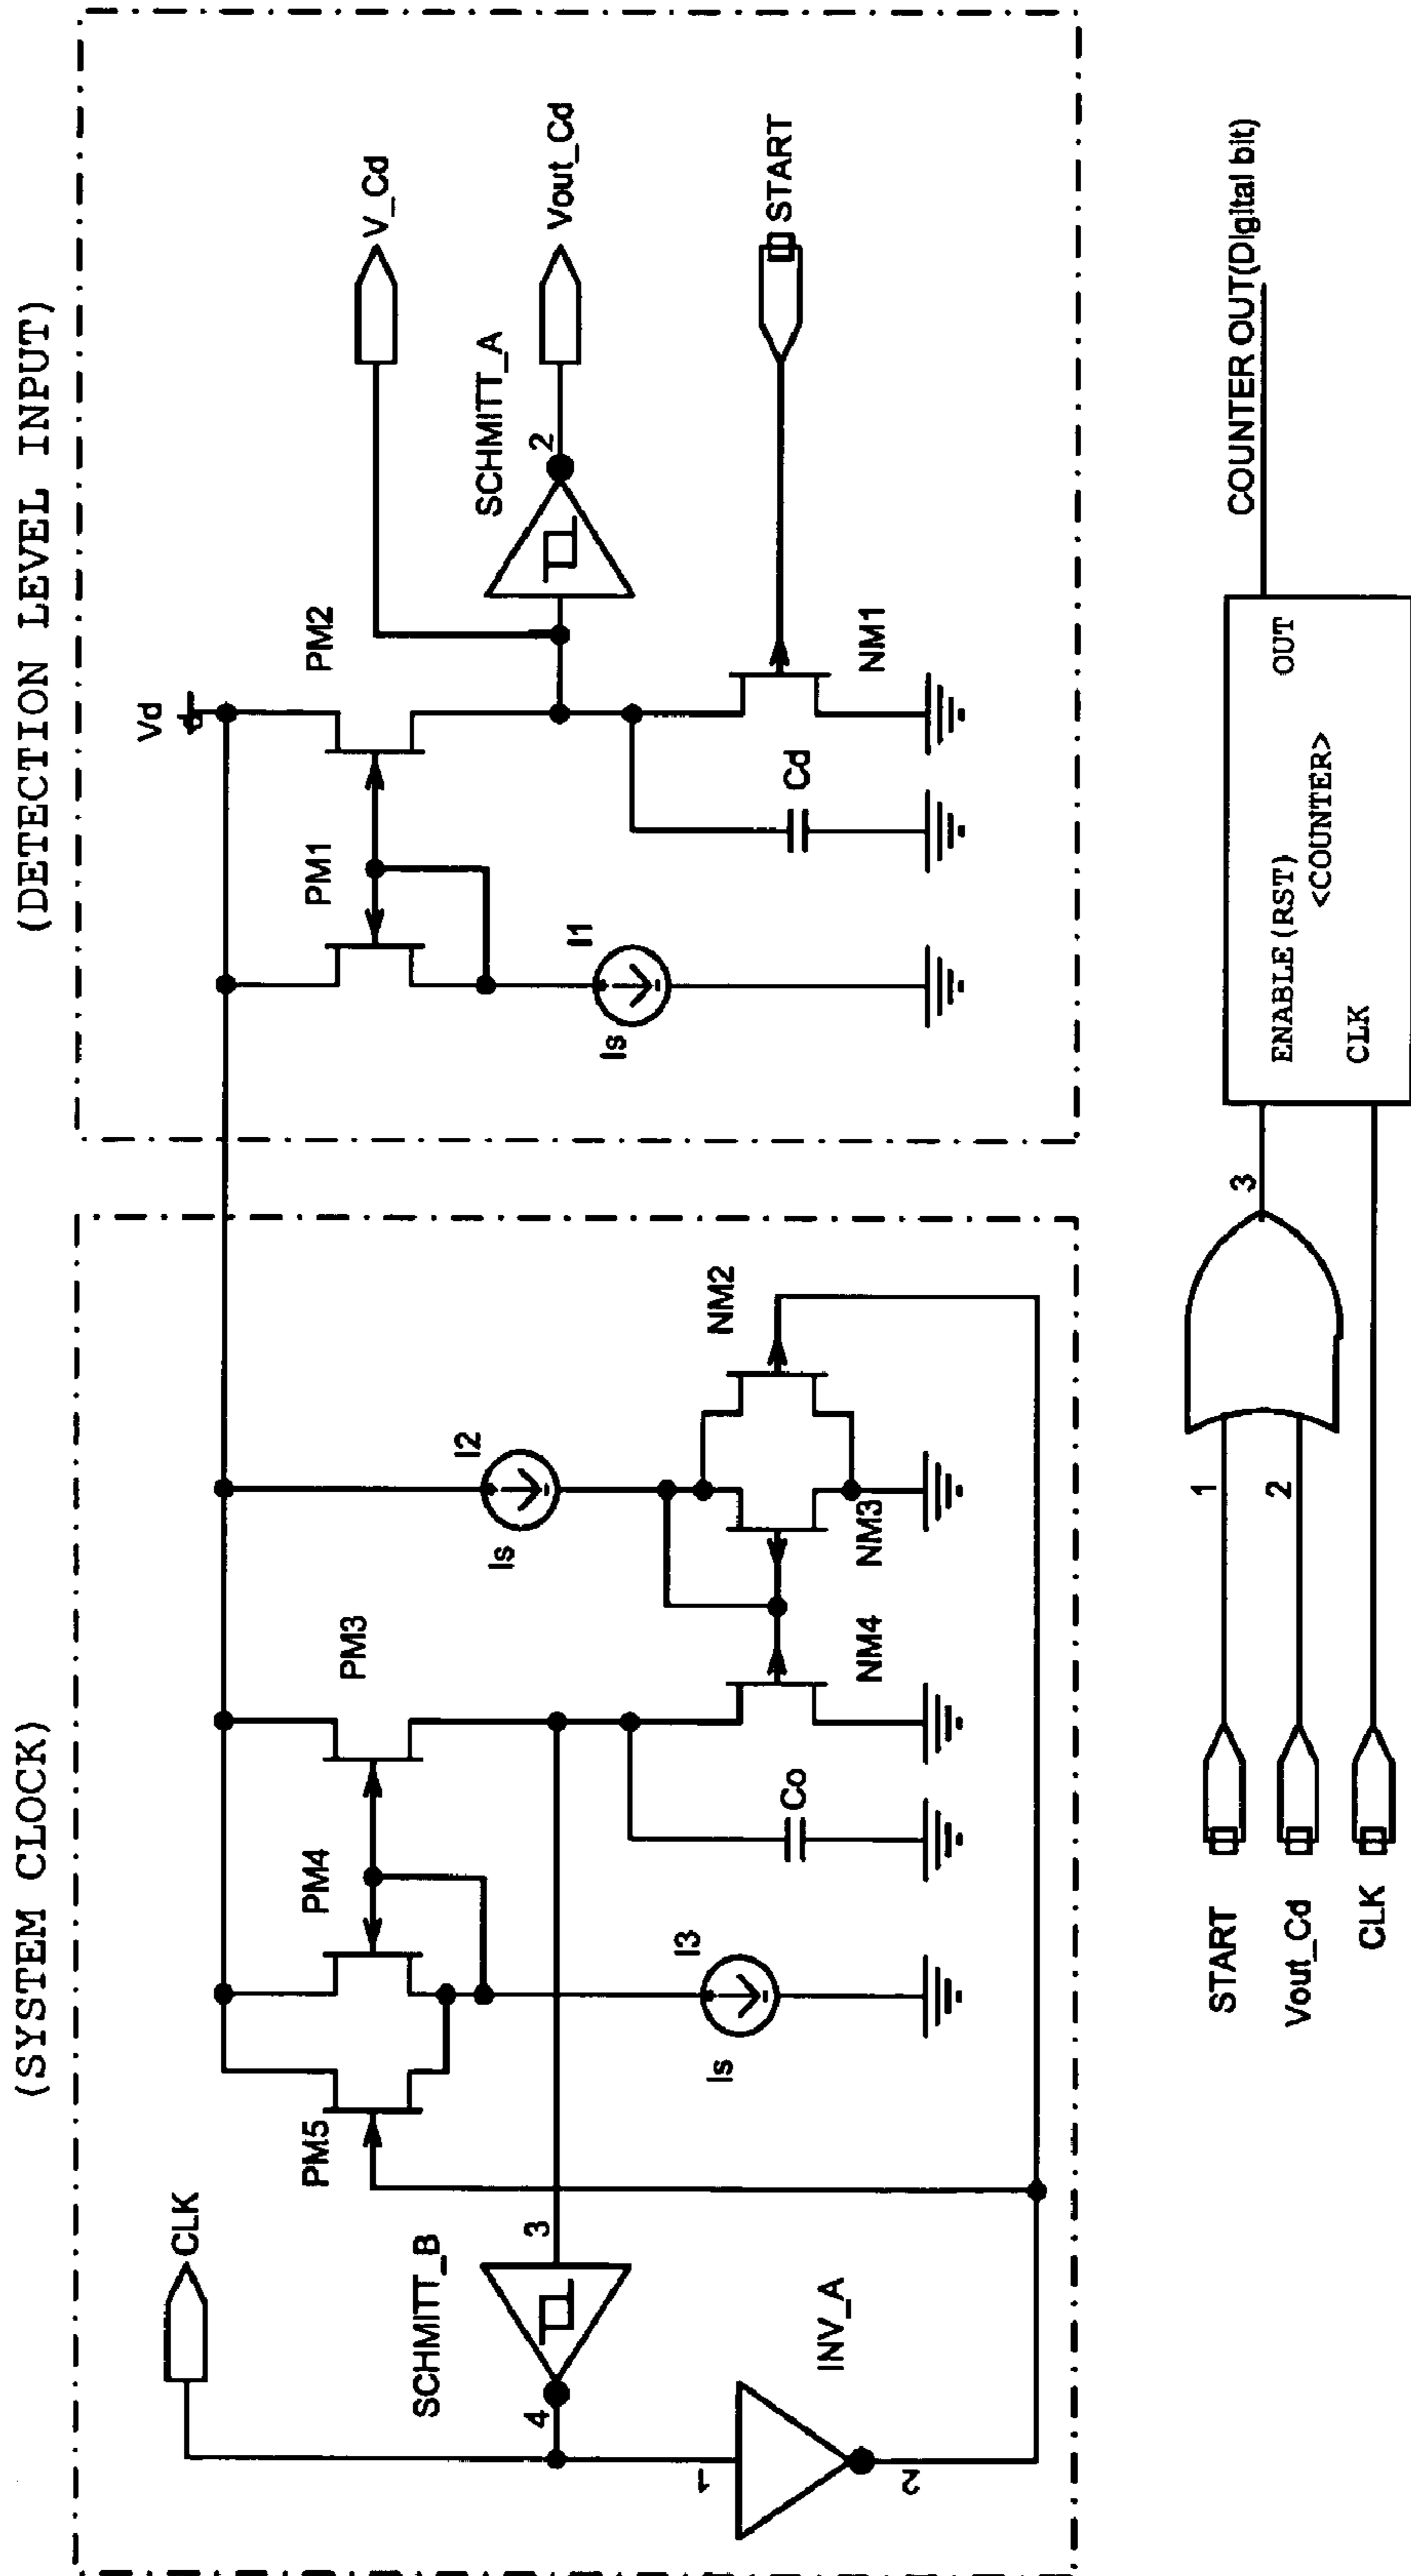 (SYSTEM CLOCK)
(DETECTION LEVEL INPUT)
CLK
Vd
PM5
PM4
PM3
PM1
PM2
V_Cd
SCHMITT_B
3
4
I2
Is
SCHMITT_A
2
Vout_Cd
I3
Is
I1
Is
Co
NM4
NM3
NM2
Cd
NM1
START
INV_A
1
2
START
Vout_Cd
CLK
1
2
3
ENABLE(RST)
<COUNTER>
CLK
OUT
COUNTER OUT(Digital bit)